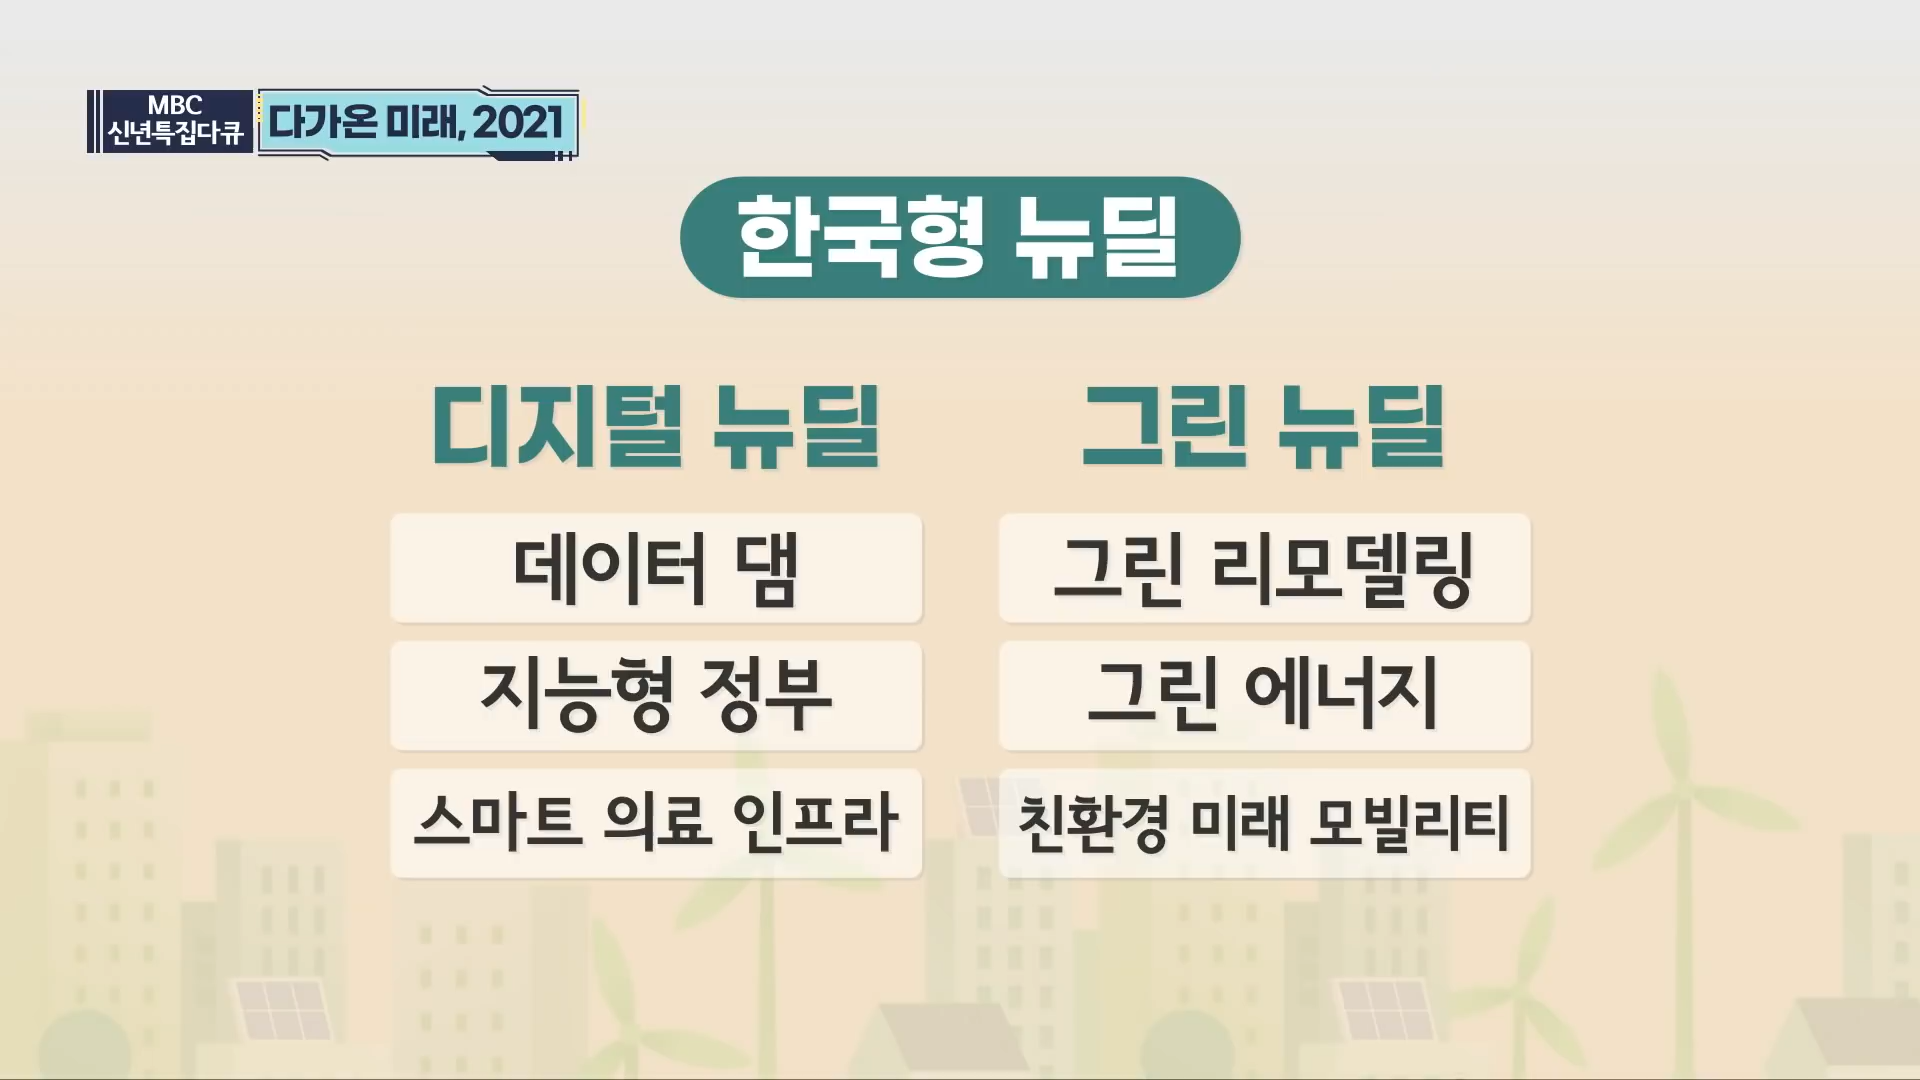 MBC
신년특집다큐
다가온 미래, 2021
한국형 뉴딜
디지털 뉴딜
데이터 댐
지능형 정부
스마트 의료 인프라
그린 뉴딜
그린 리모델링
그린 에너지
친환경 미래 모빌리티